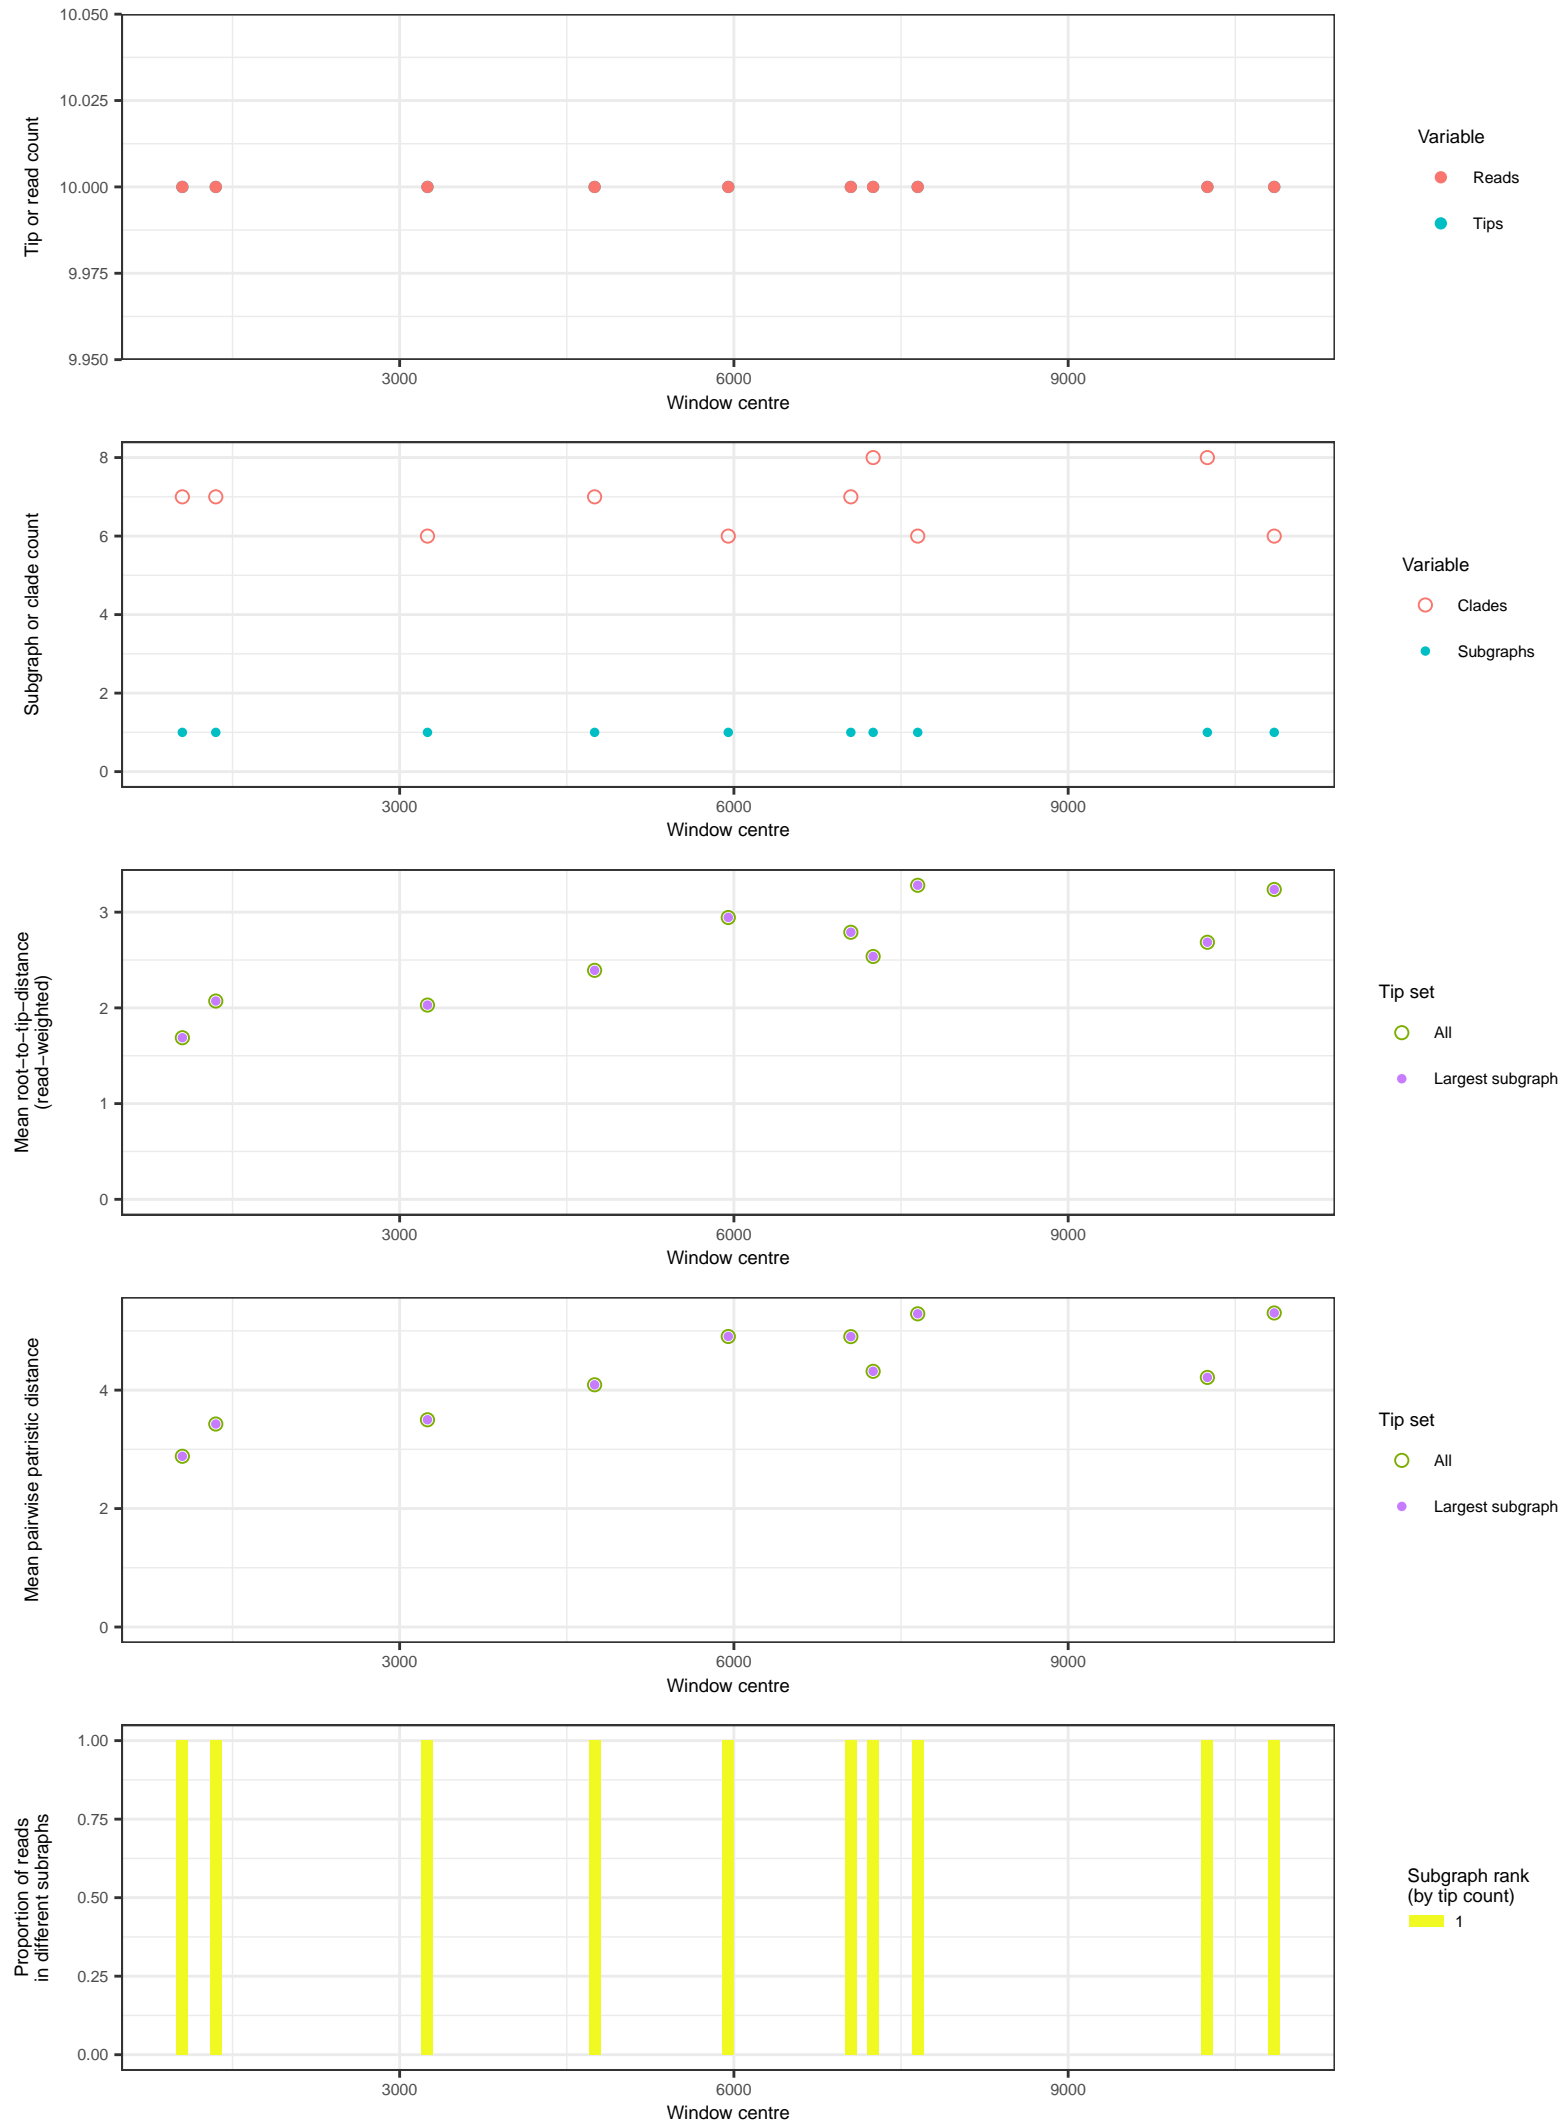 10.050
10.025
10.000
9.975
9.950
Tip or read count
3000 6000 9000
Window centre
Variable
Reads
Tips
8
6
4
2
0
Subgraph or clade count
3000 6000 9000
Window centre
Variable
Clades
Subgraphs
3
2
1
0
Mean root−to−tip−distance
(read−weighted)
3000 6000 9000
Window centre
Tip set
All
Largest subgraph
4
2
0
Mean pairwise patristic distance
3000 6000 9000
Window centre
Tip set
All
Largest subgraph
1.00
0.75
0.50
0.25
0.00
Proportion of reads
in different subraphs
3000 6000 9000
Window centre
Subgraph rank
(by tip count)
1